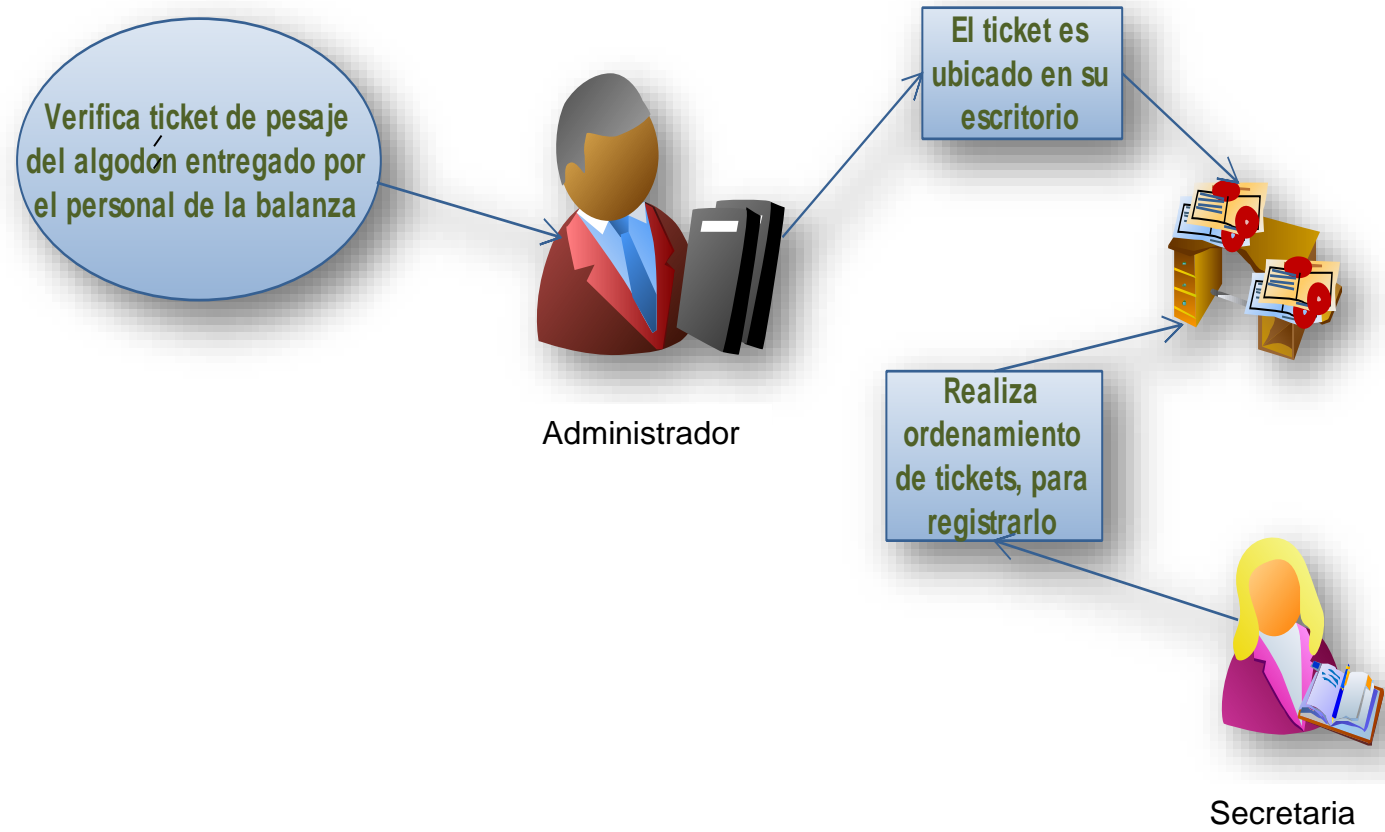 Verifica ticket de pesaje
del algodón entregado por
el personal de la balanza
Administrador
El ticket es
ubicado en su
escritorio
Realiza
ordenamiento
de tickets, para
registrarlo
Secretaria